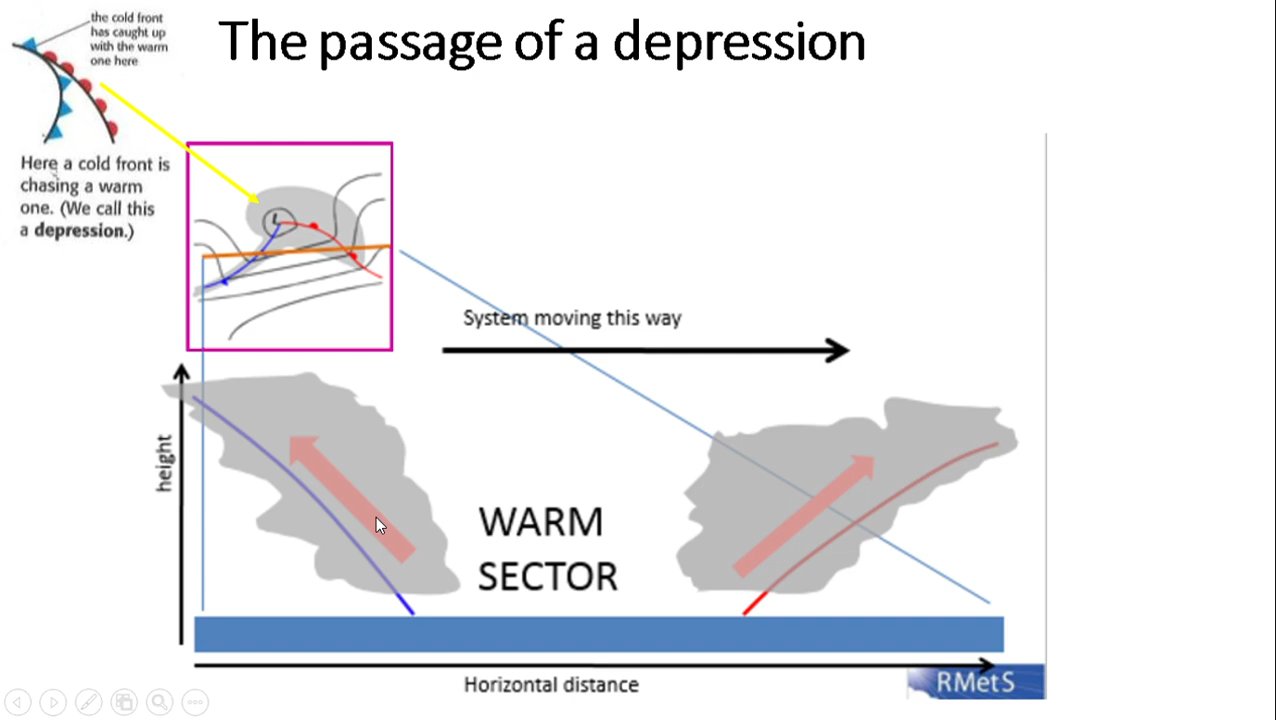 the cold front
has caught up
with the warm
one here
The passage of a depression
Here a cold front is
chasing a warm
one. (We call this
a depression.)
L
System moving this way
height
WARM
SECTOR
Horizontal distance
RMetS